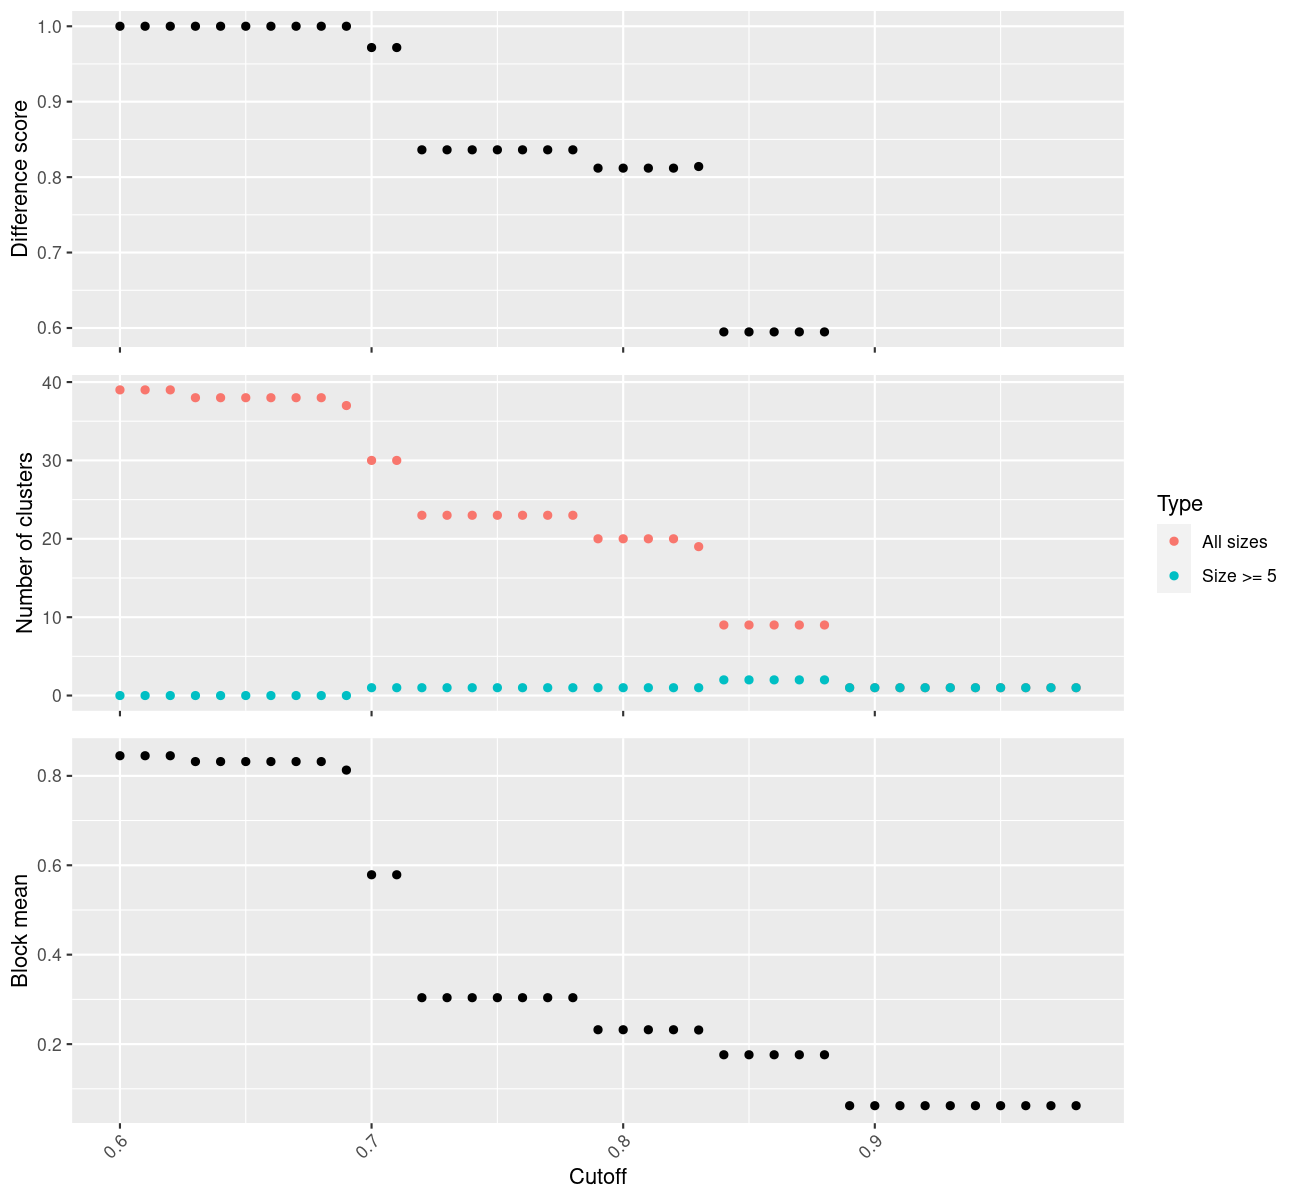 1.0
0.9
0.8
0.7
0.6
Difference score
40
30
20
10
0
Number of clusters
Type
All sizes
Size >= 5
0.8
0.6
0.4
0.2
Block mean
0.6
0.7
0.8
0.9
Cutoff